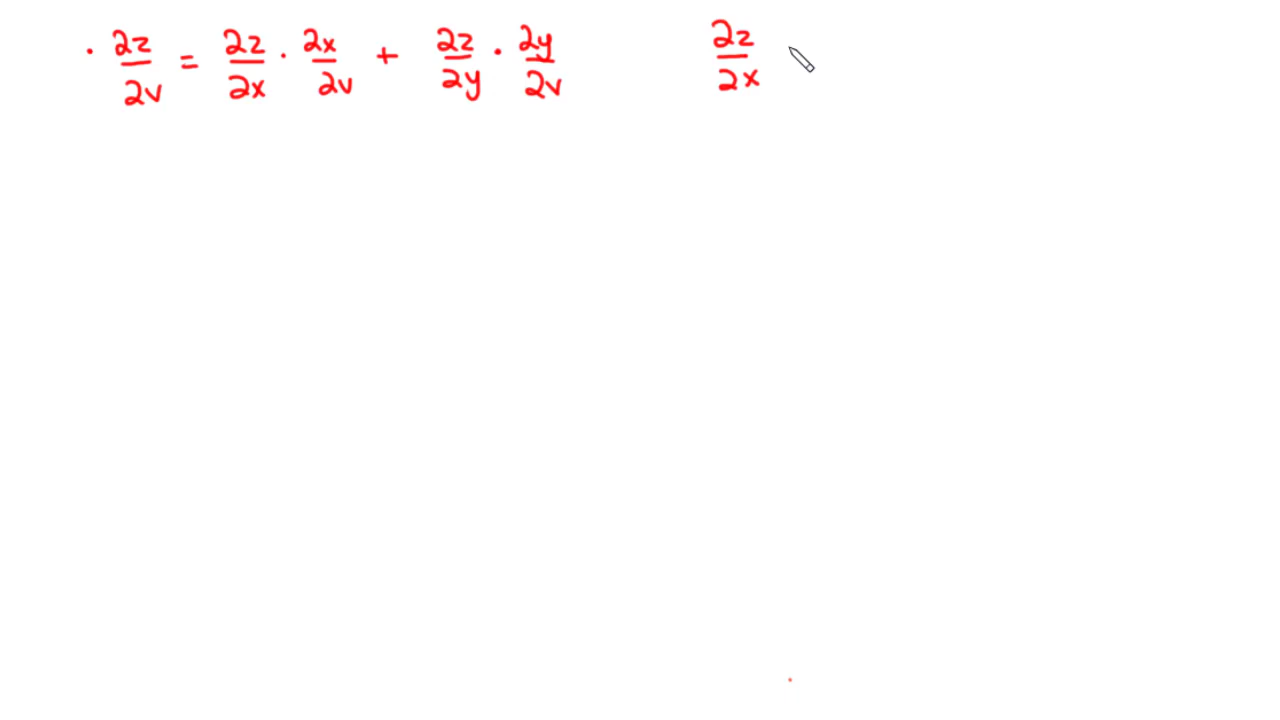 · ∂z/∂v = ∂z/∂x · ∂x/∂v + ∂z/∂y · ∂y/∂v ∂z/∂x